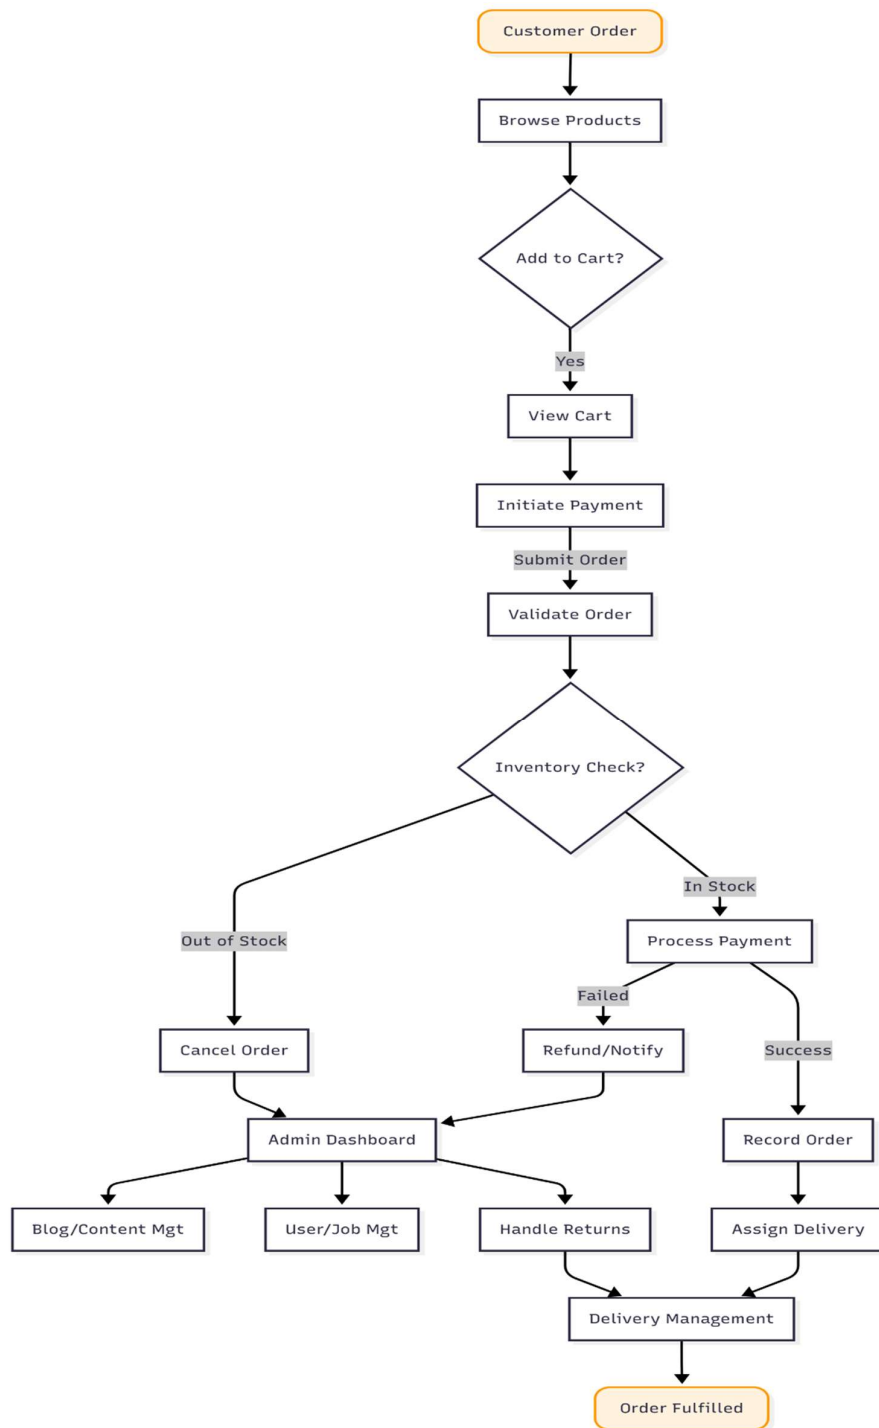 Customer Order
Browse Products
Add to Cart?
Yes
View Cart
Initiate Payment
Submit Order
Validate Order
Inventory Check?
In Stock
Out of Stock
Process Payment
Failed
Cancel Order
Refund/Notify
Success
Admin Dashboard
Record Order
Blog/Content Mgt
User/Job Mgt
Handle Returns
Assign Delivery
Delivery Management
Order Fulfilled